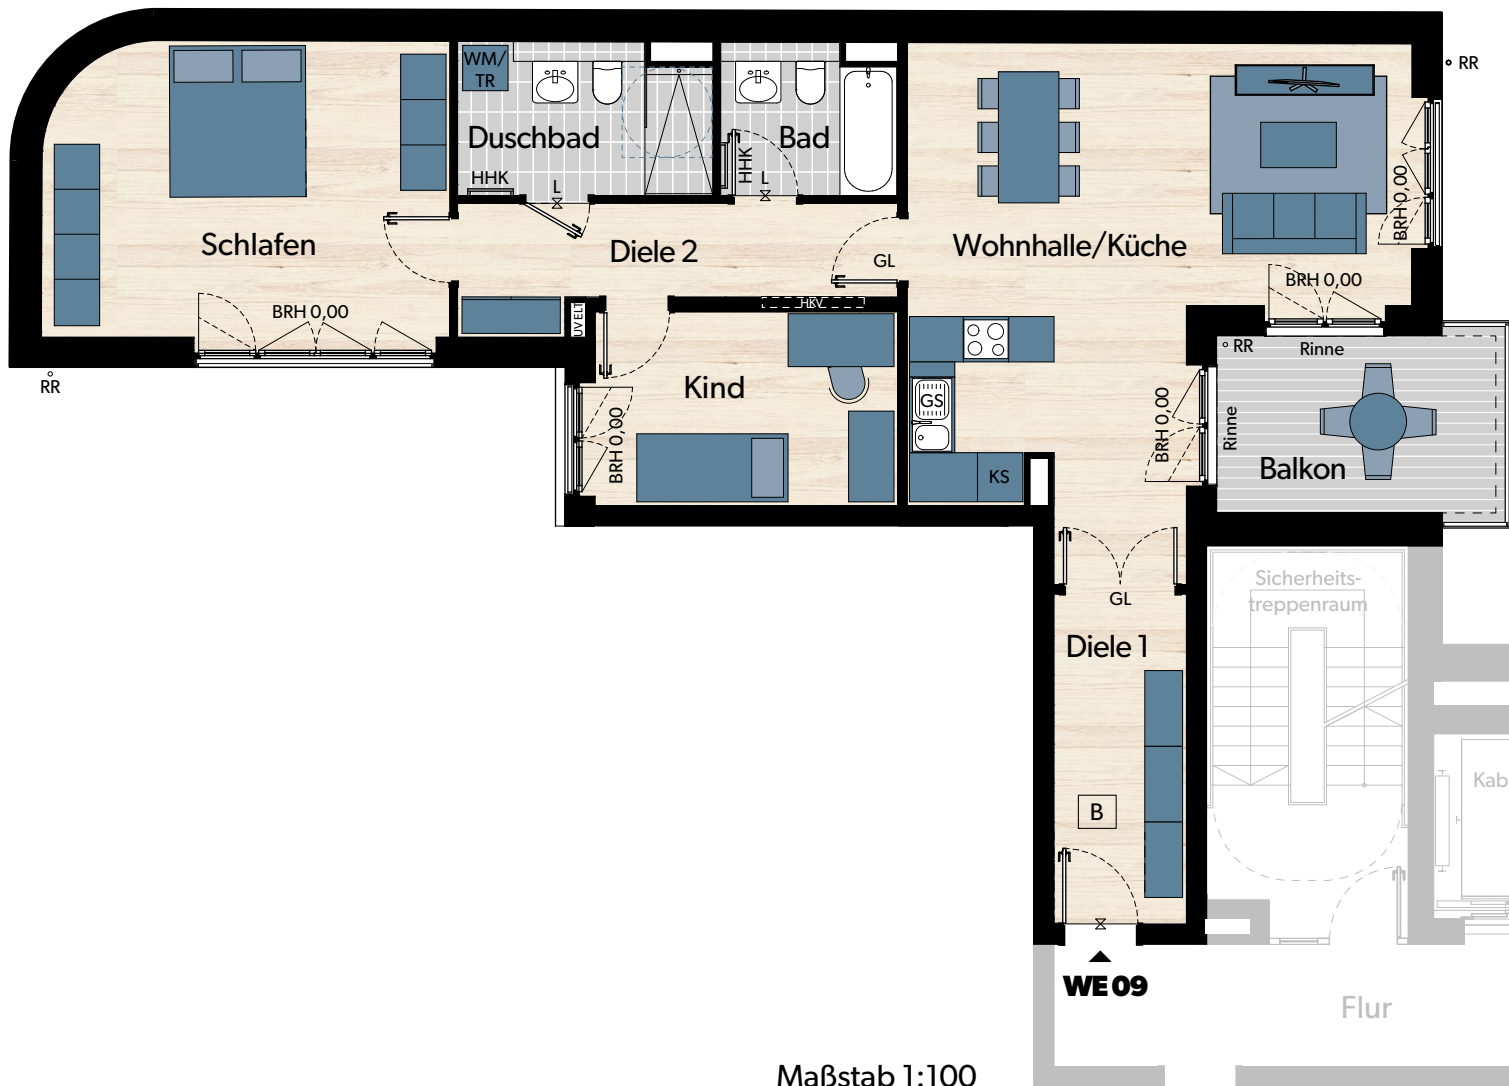 RR
WM/
TR
Duschbad
HHK
L
Bad
HHK
L
BRH 0,00
Schlafen
Diele 2
GL
Wohnhalle/Küche
BRH 0,00
BRH 0,00
HKV
UV ELT
RR
Rinne
RR
Kind
BRH 0,00
GS
KS
BRH 0,00
Rinne
Balkon
GL
Sicherheits-
treppenraum
Diele 1
Kab
B
WE 09
Flur
Maßstab 1:100